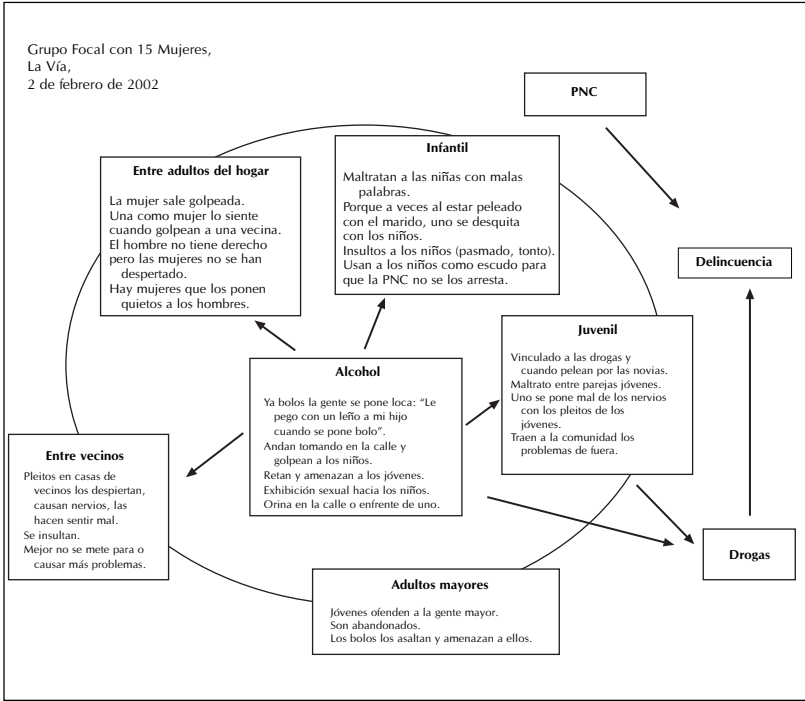 Grupo Focal con 15 Mujeres,
La Vía,
2 de febrero de 2002
PNC
Infantil
Maltratan a las niñas con malas
palabras.
Porque a veces al estar peleado
con el marido, uno se desquita
con los niños.
Insultos a los niños (pasmado, tonto).
Usan a los niños como escudo para
que la PNC no se los arresta.
Entre adultos del hogar
La mujer sale golpeada.
Una como mujer lo siente
cuando golpean a una vecina.
El hombre no tiene derecho
pero las mujeres no se han
despertado.
Hay mujeres que los ponen
quietos a los hombres.
Delincuencia
Juvenil
Vinculado a las drogas y
cuando pelean por las novias.
Maltrato entre parejas jóvenes.
Uno se pone mal de los nervios
con los pleitos de los
jóvenes.
Traen a la comunidad los
problemas de fuera.
Alcohol
Ya bolos la gente se pone loca: “Le
pego con un leño a mi hijo
cuando se pone bolo”.
Andan tomando en la calle y
golpean a los niños.
Retan y amenazan a los jóvenes.
Exhibición sexual hacia los niños.
Orina en la calle o enfrente de uno.
Entre vecinos
Pleitos en casas de
vecinos los despiertan,
causan nervios, las
hacen sentir mal.
Se insultan.
Mejor no se mete para o
causar más problemas.
Drogas
Adultos mayores
Jóvenes ofenden a la gente mayor.
Son abandonados.
Los bolos los asaltan y amenazan a ellos.